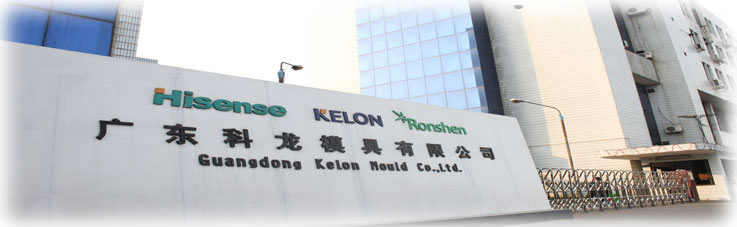 Hisense KELON Ronshen
广东科龙模具有限公司
Guangdong Kelon Mould Co.,Ltd.